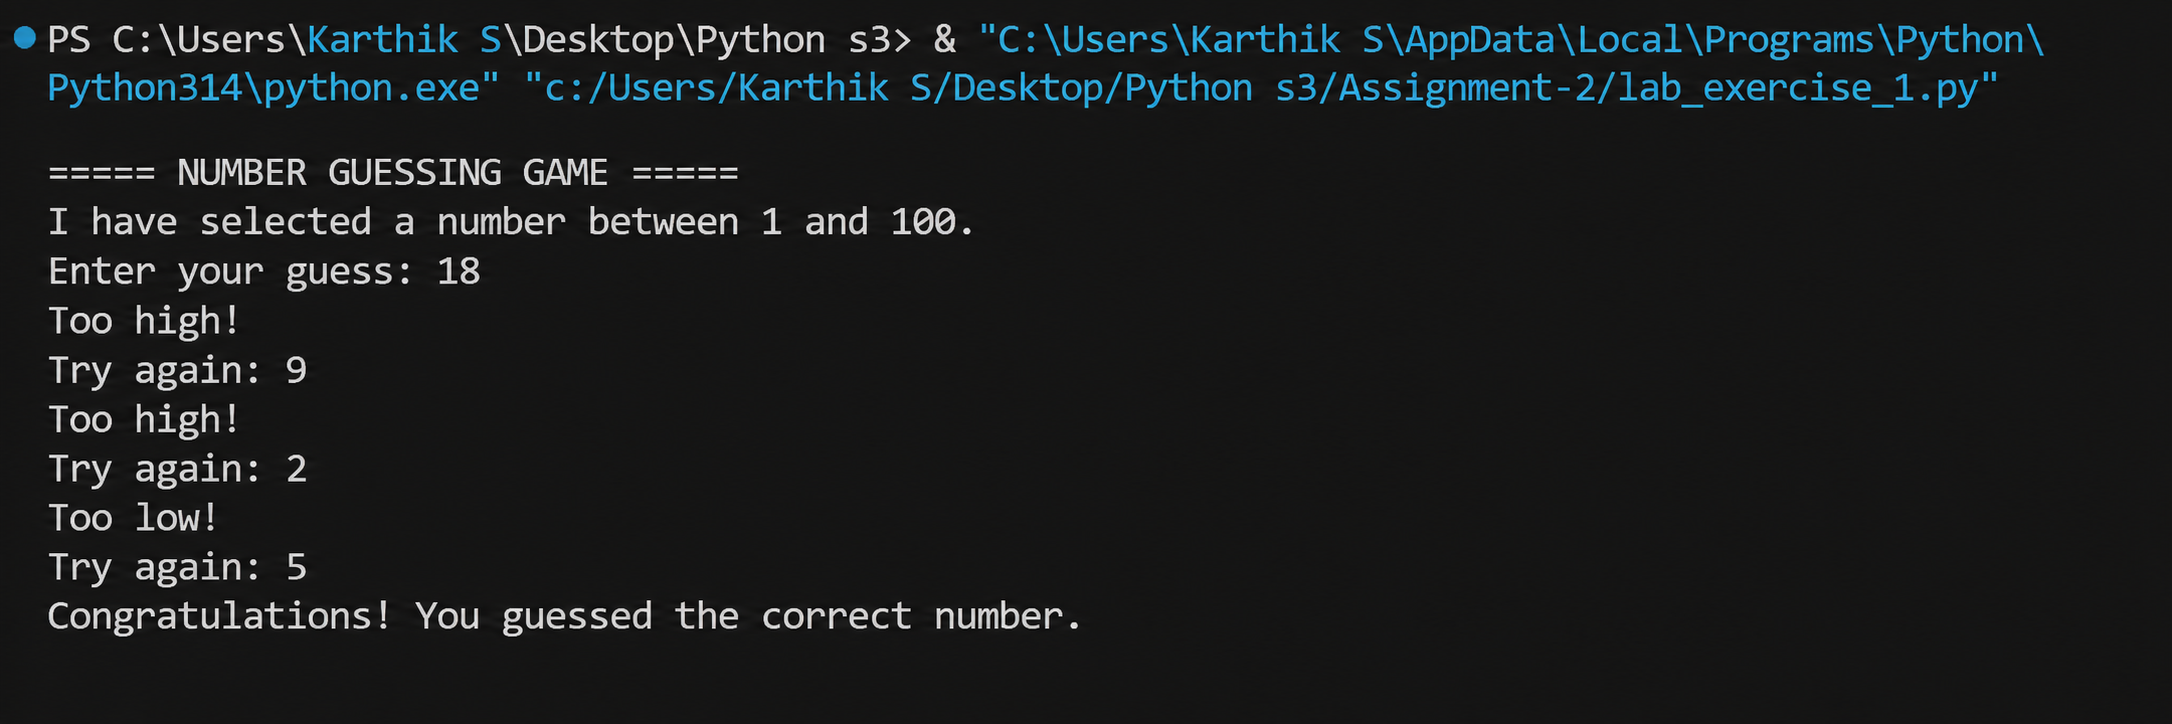 PS C:\Users\Karthik S\Desktop\Python s3> & "C:\Users\Karthik S\AppData\Local\Programs\Python\
Python314\python.exe" "c:/Users/Karthik S/Desktop/Python s3/Assignment-2/lab_exercise_1.py"
===== NUMBER GUESSING GAME =====
I have selected a number between 1 and 100.
Enter your guess: 18
Too high!
Try again: 9
Too high!
Try again: 2
Too low!
Try again: 5
Congratulations! You guessed the correct number.